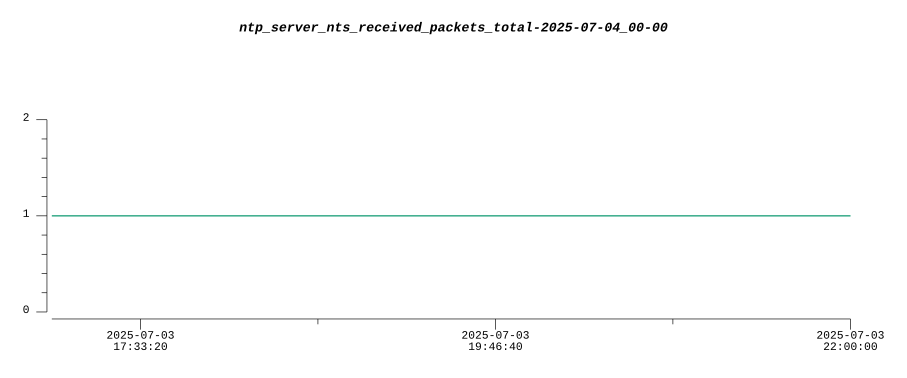 ntp_server_nts_received_packets_total-2025-07-04_00-00
2
1
0
2025-07-03 2025-07-03 2025-07-03
17:33:20 19:46:40 22:00:00